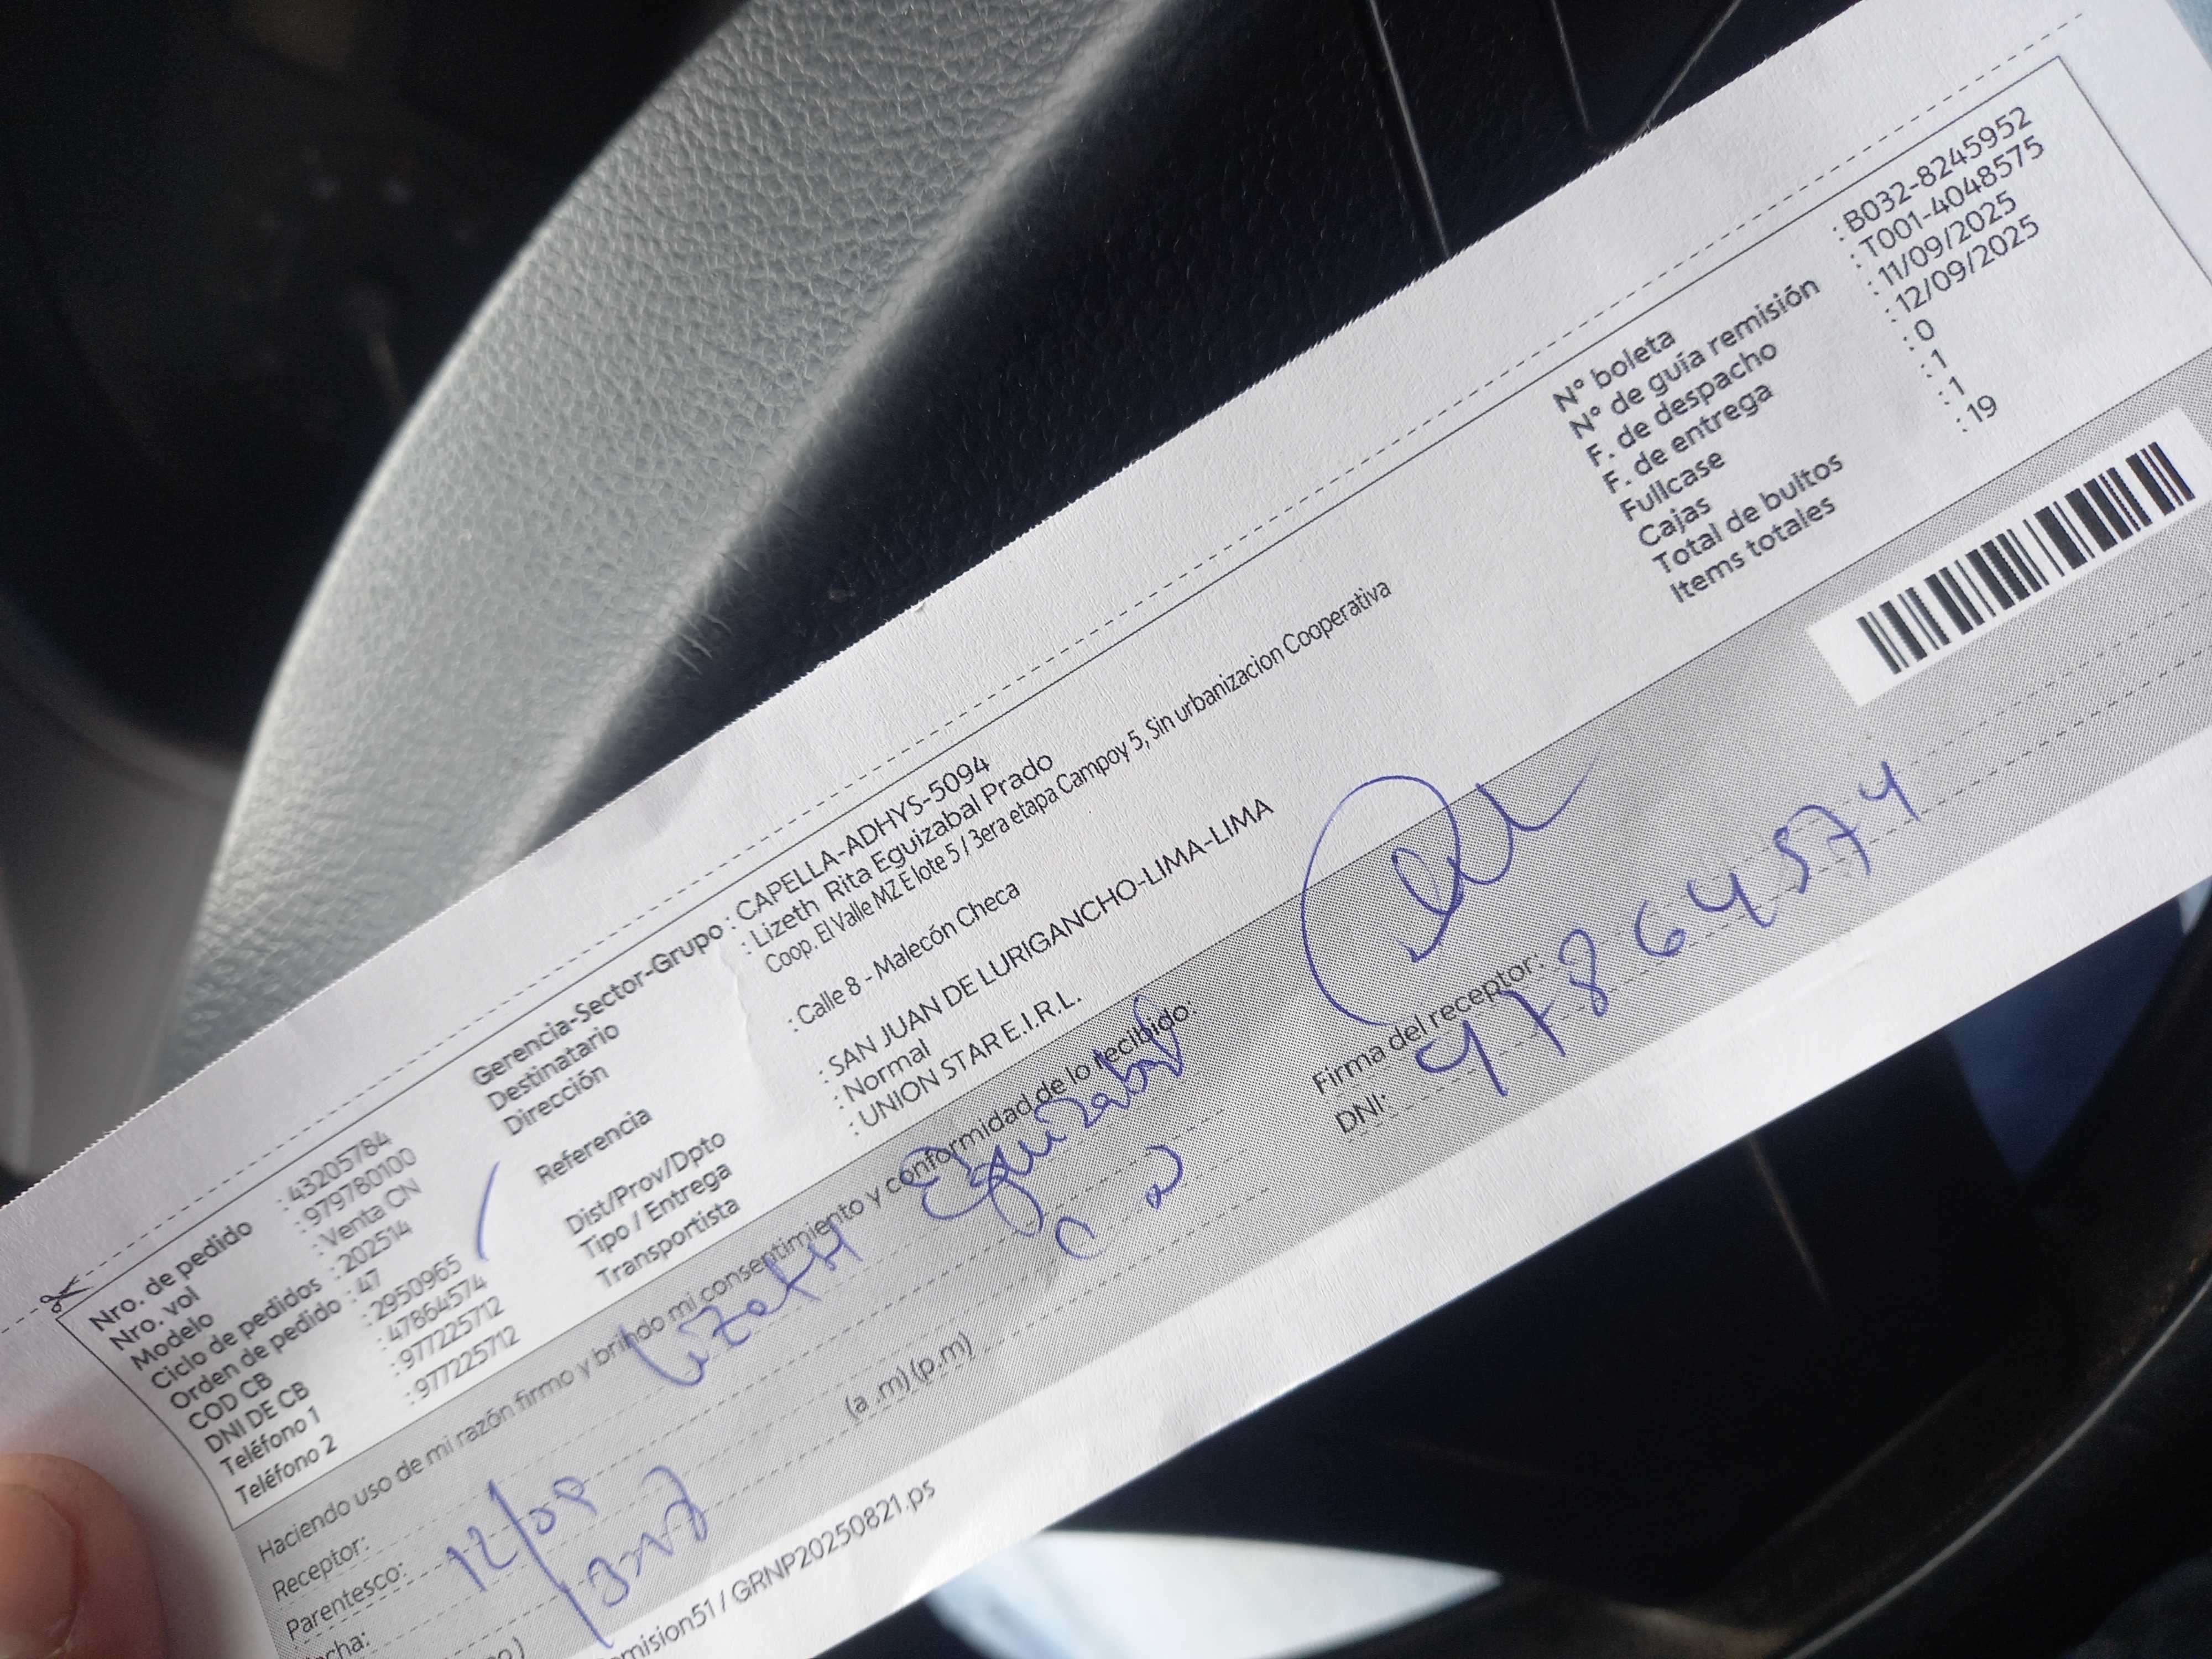 Nro. de pedido : 43205784
Nro. vol : 979780100
Modelo : Venta CN
Ciclo de pedidos : 202514
Orden de pedido : 47
COD CB : 2950965
DNI DE CB : 47864574
Teléfono 1 : 977225712
Teléfono 2 : 977225712
Gerencia-Sector-Grupo : CAPELLA-ADHYS-5094
Destinatario : Lizeth Rita Eguizabal Prado
Dirección Coop. El Valle MZ E lote 5 / 3era etapa Campoy 5, Sin urbanizacion Cooperativa
Referencia : Calle 8 - Malecón Checa
Dist/Prov/Dpto : SAN JUAN DE LURIGANCHO-LIMA-LIMA
Tipo / Entrega : Normal
Transportista : UNION STAR E.I.R.L.
N° boleta : B032-8245952
N° de guía remisión : T001-4048575
F. de despacho : 11/09/2025
F. de entrega : 12/09/2025
Fullcase : 0
Cajas : 1
Total de bultos : 1
Items totales : 19
Haciendo uso de mi razón firmo y brindo mi consentimiento y conformidad de lo recibido:
Receptor: Lizeth Eguizabal
Parentesco:
12/09
(a .m) (p.m)
Firma del receptor:
DNI: 47864574
mision51 / GRNP20250821.ps